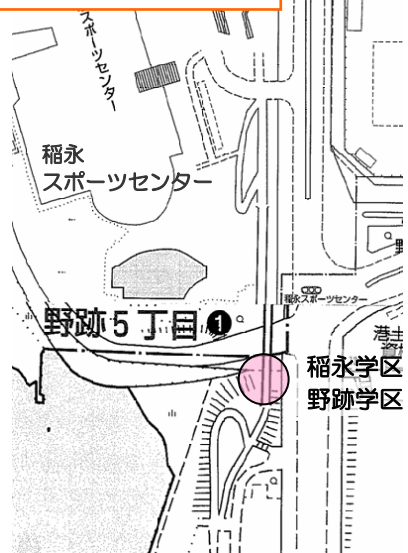 スポーツセンター
稲永
スポーツセンター
稲永スポーツセンター
野跡5丁目❶
港土
稲永学区
野跡学区